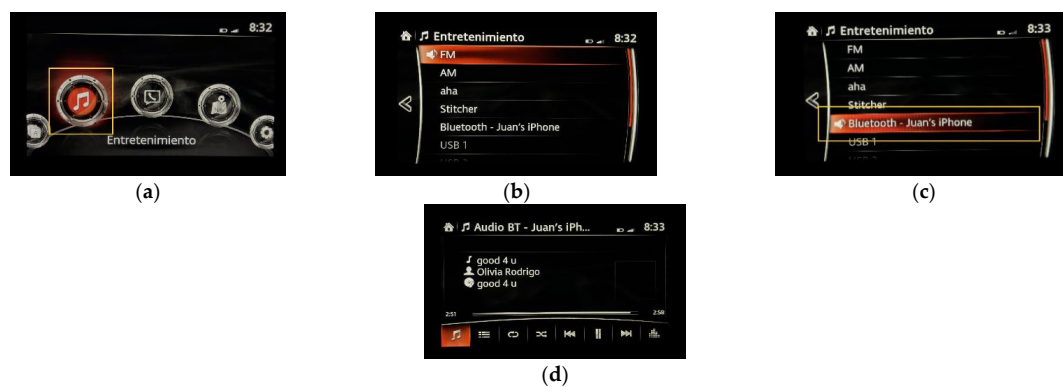 8:32
Entretenimiento
(a)
Entretenimiento 8:32
FM
AM
aha
Stitcher
Bluetooth - Juan's iPhone
USB 1
USB 2
(b)
Entretenimiento 8:33
FM
AM
aha
Stitcher
Bluetooth - Juan's iPhone
USB 1
(c)
Audio BT - Juan's iPh... 8:33
good 4 u
Olivia Rodrigo
good 4 u
2:51 2:58
(d)